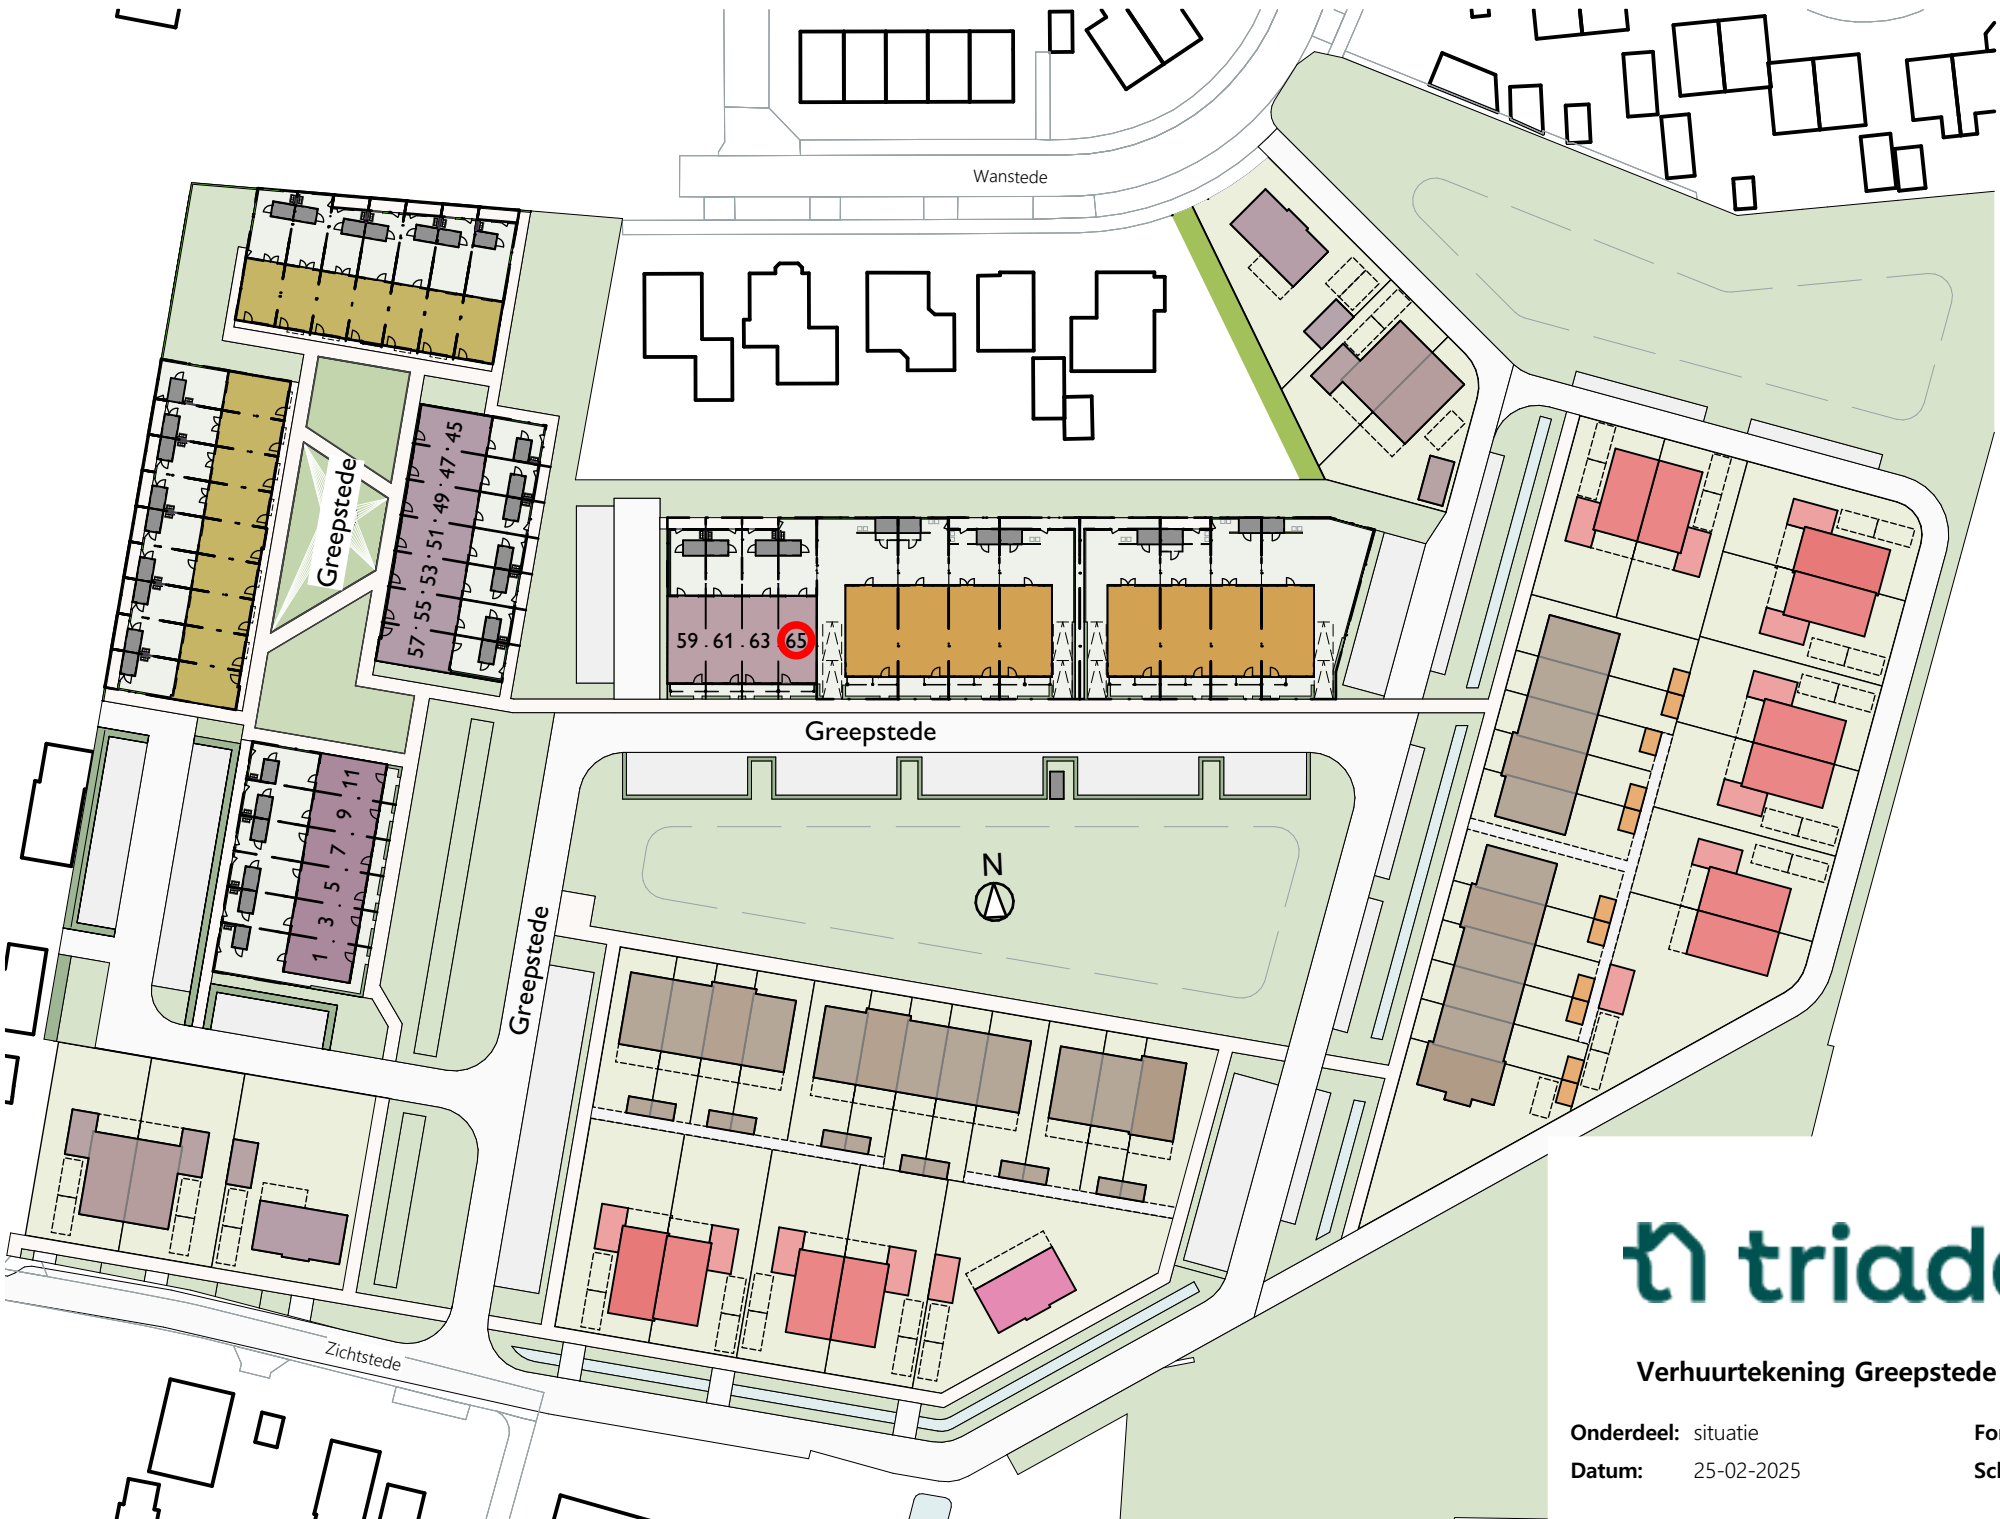 Wanstede
57.55.53.51.49.47.45
Greepstede
59.61.63.65
Greepstede
1.3.5.7.9.11
N
Greepstede
Zichtstede
triade
Verhuurtekening Greepstede
Onderdeel: situatie
Datum: 25-02-2025